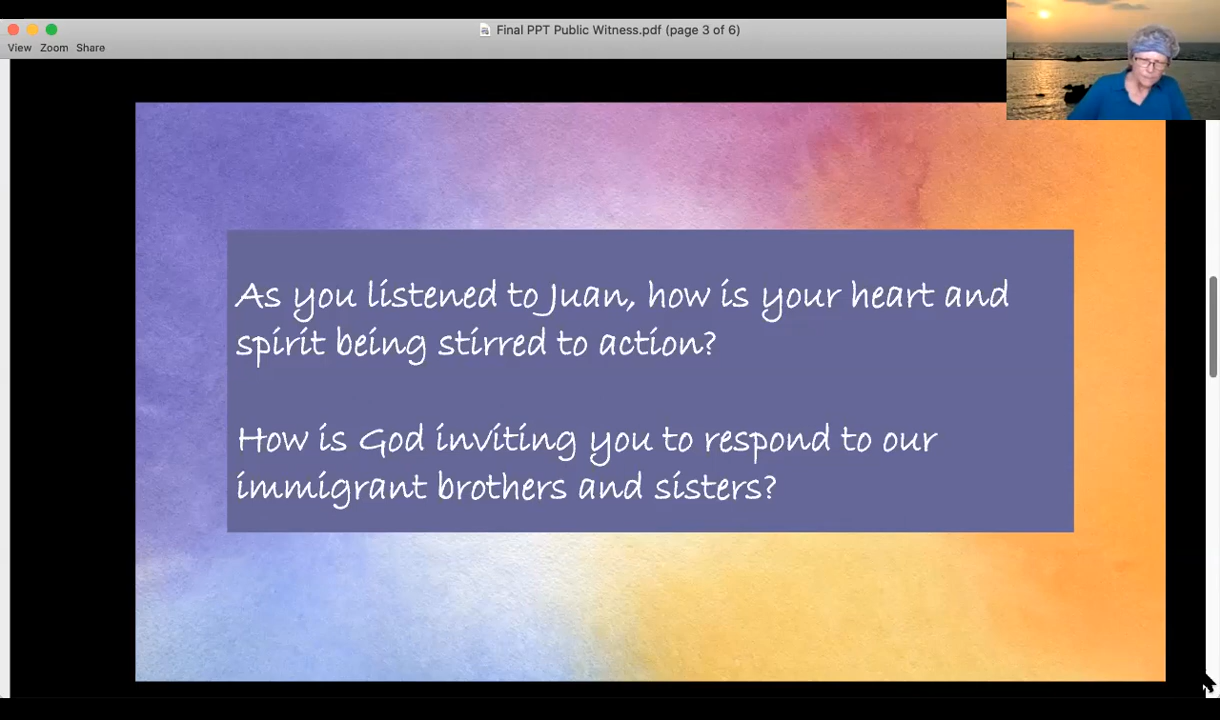 Final PPT Public Witness.pdf (page 3 of 6)
View Zoom Share
As you listened to Juan, how is your heart and
spirit being stirred to action?
How is God inviting you to respond to our
immigrant brothers and sisters?